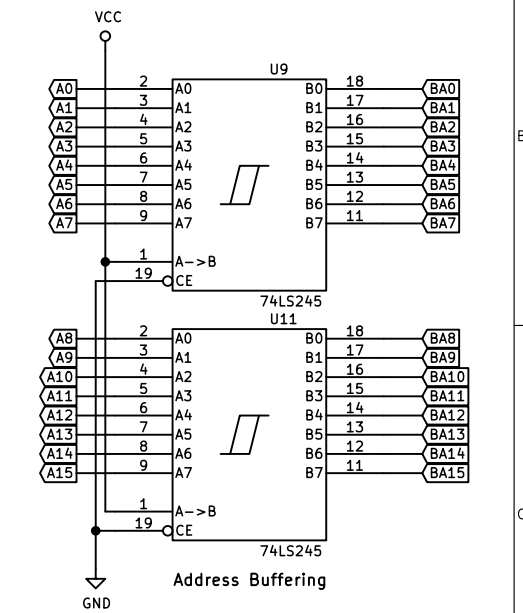 VCC
U9
A0 2 A0 B0 18 BA0
A1 3 A1 B1 17 BA1
A2 4 A2 B2 16 BA2
A3 5 A3 B3 15 BA3
A4 6 A4 B4 14 BA4
A5 7 A5 B5 13 BA5
A6 8 A6 B6 12 BA6
A7 9 A7 B7 11 BA7
1 A->B
19 CE
74LS245
U11
A8 2 A0 B0 18 BA8
A9 3 A1 B1 17 BA9
A10 4 A2 B2 16 BA10
A11 5 A3 B3 15 BA11
A12 6 A4 B4 14 BA12
A13 7 A5 B5 13 BA13
A14 8 A6 B6 12 BA14
A15 9 A7 B7 11 BA15
1 A->B
19 CE
74LS245
Address Buffering
GND